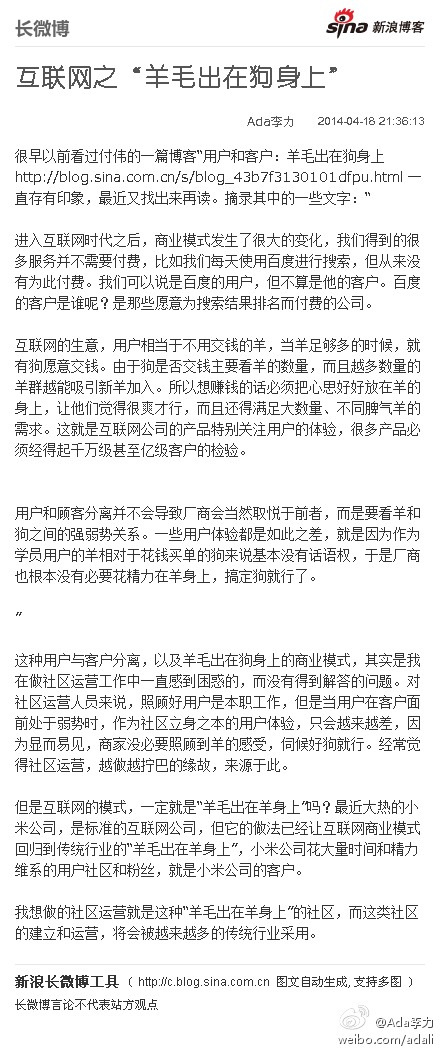 长微博
sina 新浪博客
互联网之“羊毛出在狗身上”
Ada李力 2014-04-18 21:36:13
很早以前看过付伟的一篇博客“用户和客户：羊毛出在狗身上
http://blog.sina.com.cn/s/blog_43b7f3130101dfpu.html 一
直存有印象，最近又找出来再读。摘录其中的一些文字：“
进入互联网时代之后，商业模式发生了很大的变化，我们得到的很
多服务并不需要付费，比如我们每天使用百度进行搜索，但从来没
有为此付费。我们可以说是百度的用户，但不算是他的客户。百度
的客户是谁呢？是那些愿意为搜索结果排名而付费的公司。
互联网的生意，用户相当于不用交钱的羊，当羊足够多的时候，就
有狗愿意交钱。由于狗是否交钱主要看羊的数量，而且越多数量的
羊群越能吸引新羊加入。所以想赚钱的话必须把心思好好放在羊的
身上，让他们觉得很爽才行，而且还得满足大数量、不同脾气羊的
需求。这就是互联网公司的产品特别关注用户的体验，很多产品必
须经得起千万级甚至亿级客户的检验。
用户和顾客分离并不会导致厂商会当然取悦于前者，而是要看羊和
狗之间的强弱势关系。一些用户体验都是如此之差，就是因为作为
学员用户的羊相对于花钱买单的狗来说基本没有话语权，于是厂商
也根本没有必要花精力在羊身上，搞定狗就行了。
”
这种用户与客户分离，以及羊毛出在狗身上的商业模式，其实是我
在做社区运营工作中一直感到困惑的，而没有得到解答的问题。对
社区运营人员来说，照顾好用户是本职工作，但是当用户在客户面
前处于弱势时，作为社区立身之本的用户体验，只会越来越差，因
为显而易见，商家没必要照顾到羊的感受，伺候好狗就行。经常觉
得社区运营，越做越拧巴的缘故，来源于此。
但是互联网的模式，一定就是“羊毛出在羊身上”吗？最近大热的小
米公司，是标准的互联网公司，但它的做法已经让互联网商业模式
回归到传统行业的“羊毛出在羊身上”，小米公司花大量时间和精力
维系的用户社区和粉丝，就是小米公司的客户。
我想做的社区运营就是这种“羊毛出在羊身上”的社区，而这类社区
的建立和运营，将会被越来越多的传统行业采用。
新浪长微博工具（ http://c.blog.sina.com.cn 图文自动生成, 支持多图 ）
长微博言论不代表站方观点
@Ada李力
weibo.com/adali